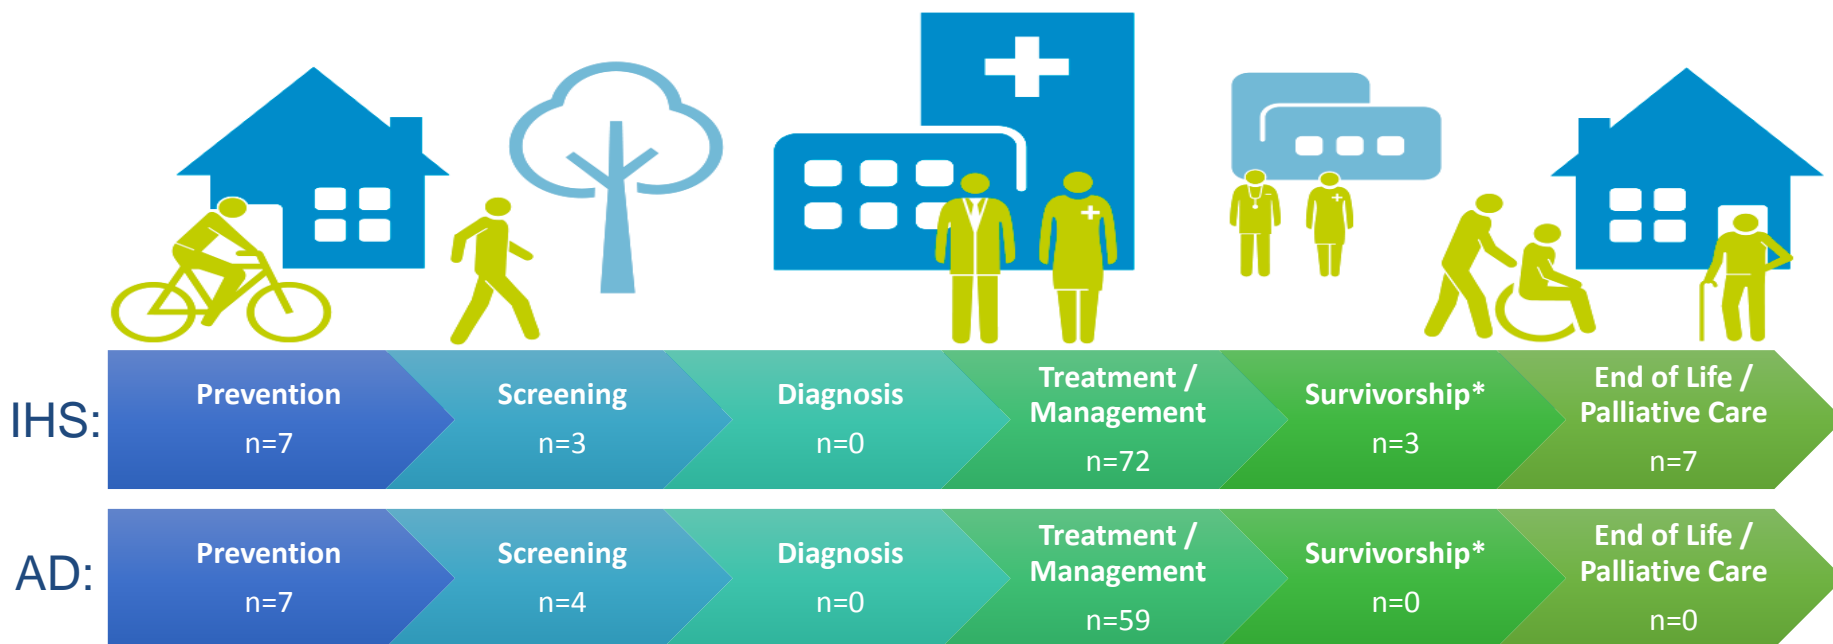 IHS:
Prevention
n=7
Screening
n=3
Diagnosis
n=0
Treatment /
Management
n=72
Survivorship*
n=3
End of Life /
Palliative Care
n=7
AD:
Prevention
n=7
Screening
n=4
Diagnosis
n=0
Treatment /
Management
n=59
Survivorship*
n=0
End of Life /
Palliative Care
n=0